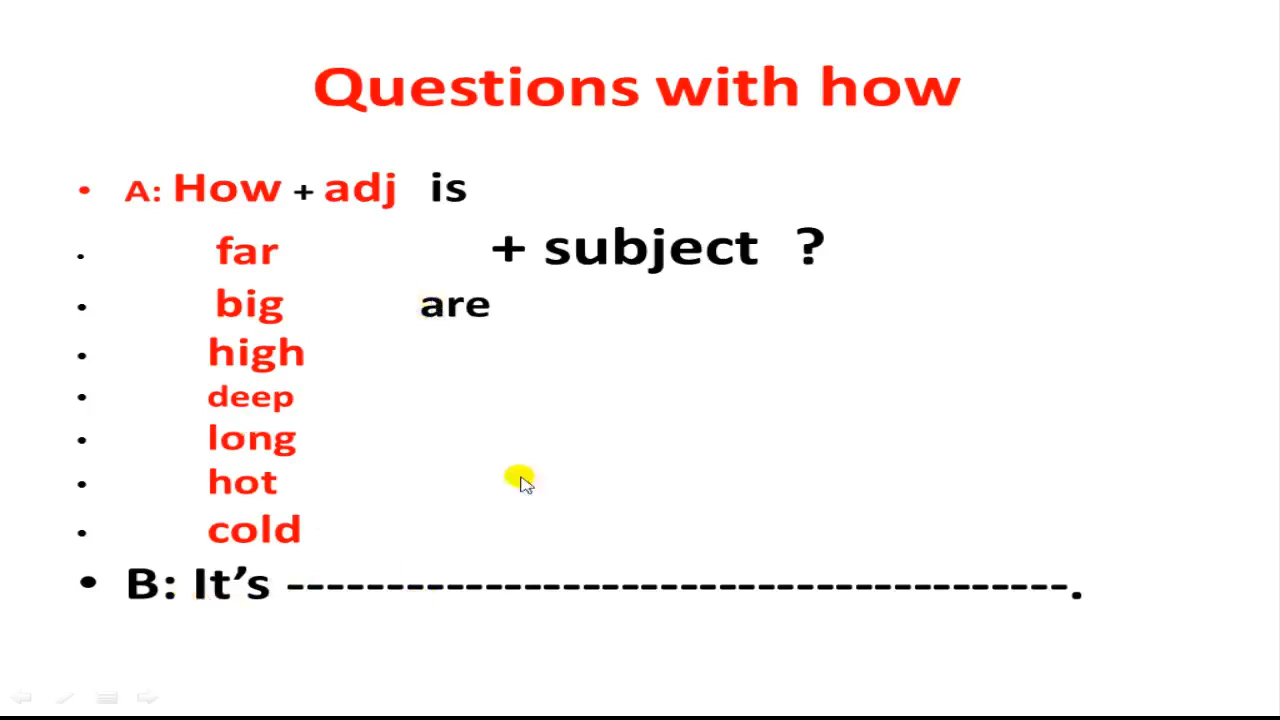 Questions with how
• A: How + adj is
• far + subject ?
• big are
• high
• deep
• long
• hot
• cold
• B: It’s ---------------------------------------.